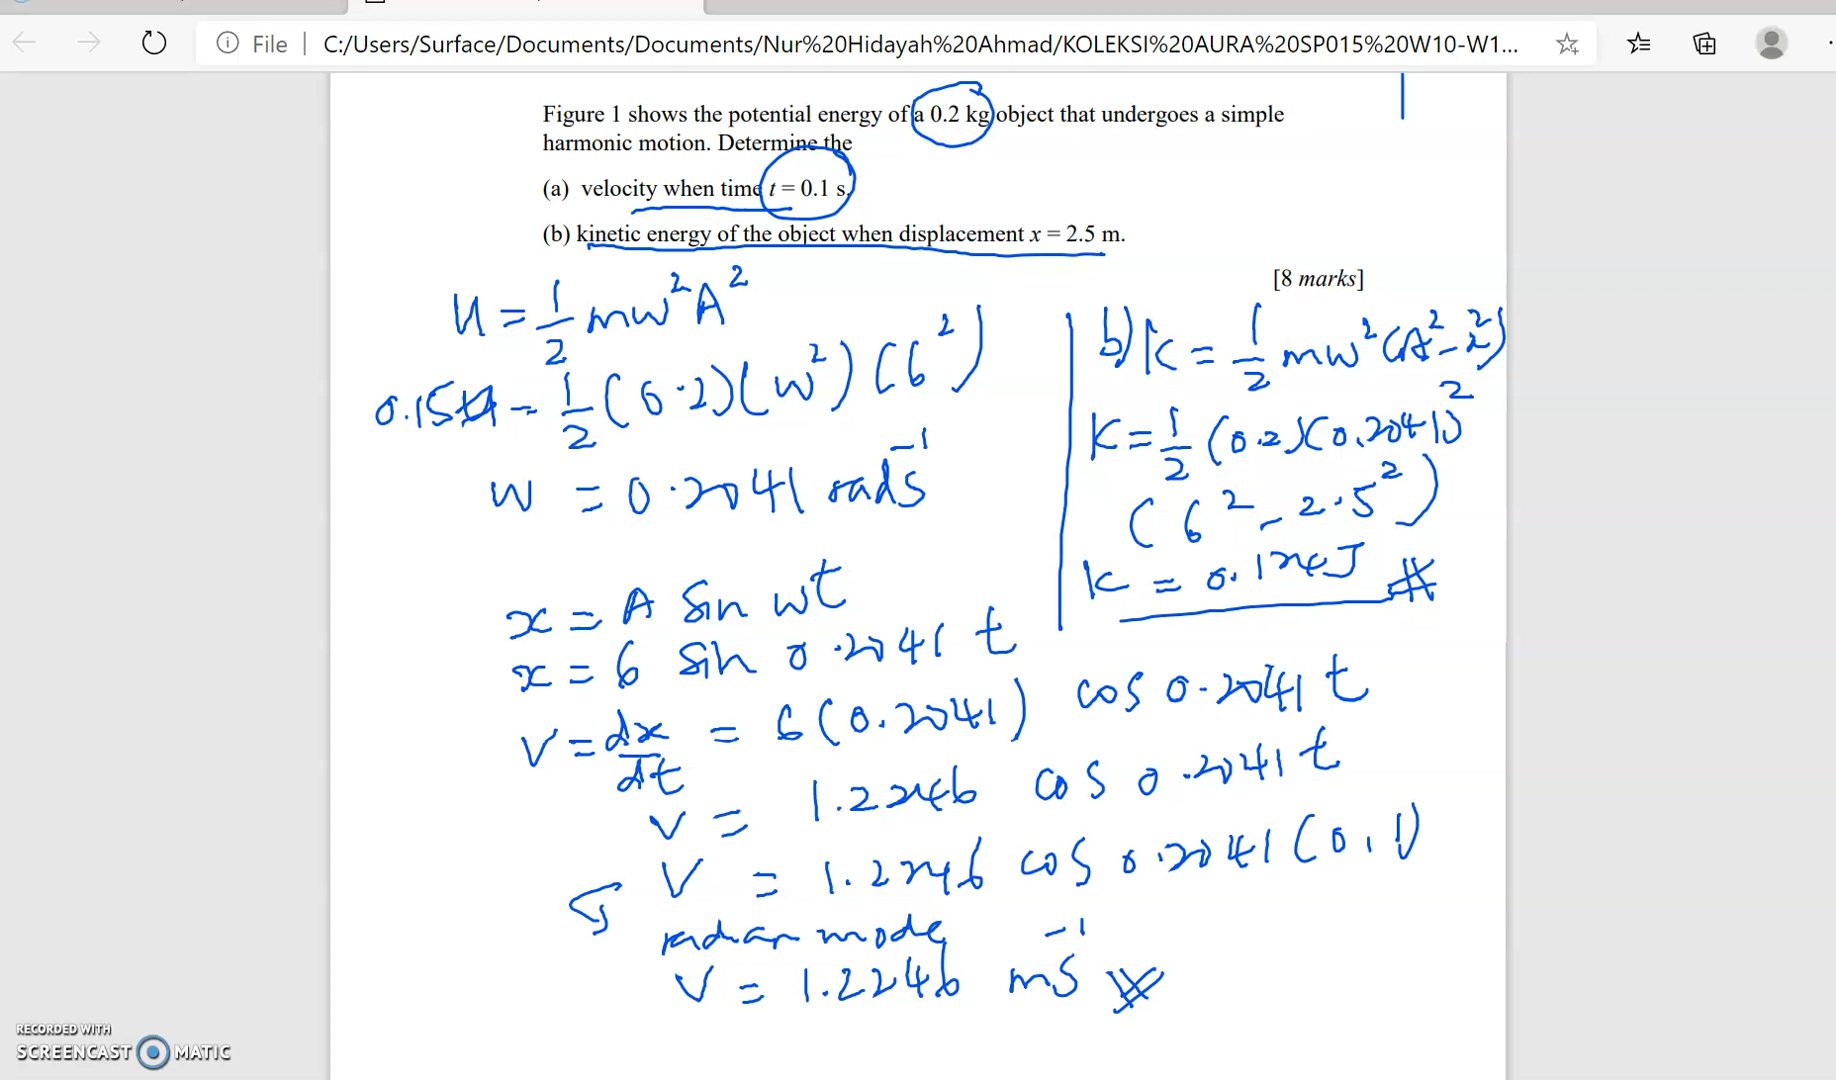 File | C:/Users/Surface/Documents/Documents/Nur%20Hidayah%20Ahmad/KOLEKSI%20AURA%20SP015%20W10-W1...
Figure 1 shows the potential energy of a 0.2 kg object that undergoes a simple
harmonic motion. Determine the
(a) velocity when time t = 0.1 s.
(b) kinetic energy of the object when displacement x = 2.5 m.
[8 marks]
U = 1/2 mw² A²
0.15 = 1/2 (0.2)(w²)(6²)
w = 0.2041 rads⁻¹
x = A sin wt
x = 6 sin 0.2041 t
v = dx/dt = 6(0.2041) cos 0.2041 t
v = 1.2246 cos 0.2041 t
v = 1.2246 cos 0.2041 (0.1)
radian mode
v = 1.2246 ms⁻¹
b) K = 1/2 mw² (A² - x²)
K = 1/2 (0.2)(0.2041)²
(6² - 2.5²)
K = 0.124 J #
RECORDED WITH
SCREENCAST MATIC